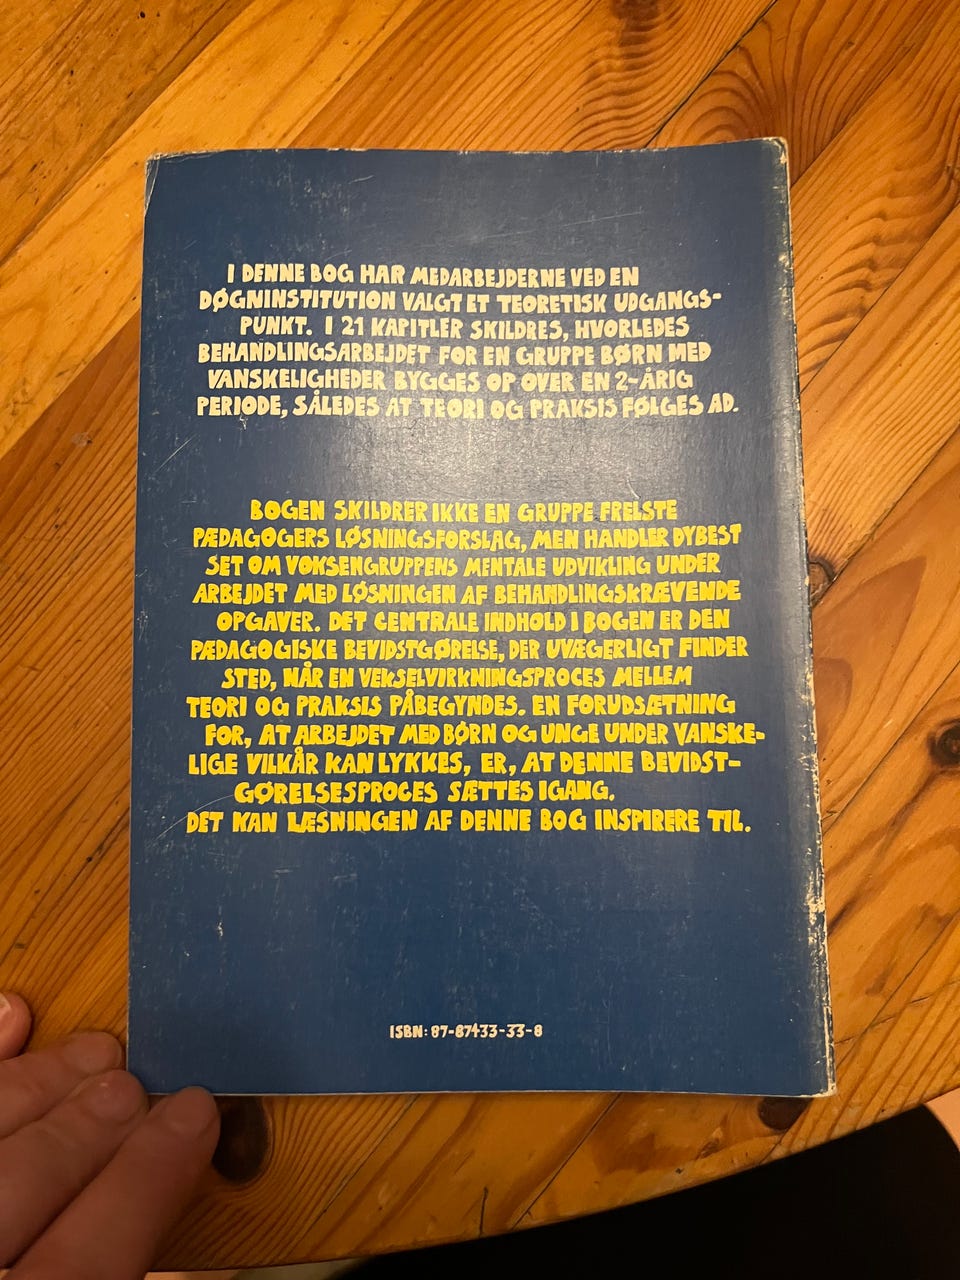 I DENNE BOG HAR MEDARBEJDERNE VED EN
DØGNINSTITUTION VALGT ET TEORETISK UDGANGS-
PUNKT. I 21 KAPITLER SKILDRES, HVORLEDES
BEHANDLINGSARBEJDET FOR EN GRUPPE BØRN MED
VANSKELIGHEDER BYGGES OP OVER EN 2-ÅRIG
PERIODE, SÅLEDES AT TEORI OG PRAKSIS FØLGES AD.
BOGEN SKILDRER IKKE EN GRUPPE FRELSTE
PÆDAGOGERS LØSNINGSFORSLAG, MEN HANDLER DYBEST
SET OM VOKSENGRUPPENS MENTALE UDVIKLING UNDER
ARBEJDET MED LØSNINGEN AF BEHANDLINGSKRÆVENDE
OPGAVER. DET CENTRALE INDHOLD I BOGEN ER DEN
PÆDAGOGISKE BEVIDSTGØRELSE, DER UVÆGERLIGT FINDER
STED, NÅR EN VEKSELVIRKNINGSPROCES MELLEM
TEORI OG PRAKSIS PÅBEGYNDES. EN FORUDSÆTNING
FOR, AT ARBEJDET MED BØRN OG UNGE UNDER VANSKE-
LIGE VILKÅR KAN LYKKES, ER, AT DENNE BEVIDST-
GØRELSESPROCES SÆTTES IGANG.
DET KAN LÆSNINGEN AF DENNE BOG INSPIRERE TIL.
ISBN: 87-87433-33-8